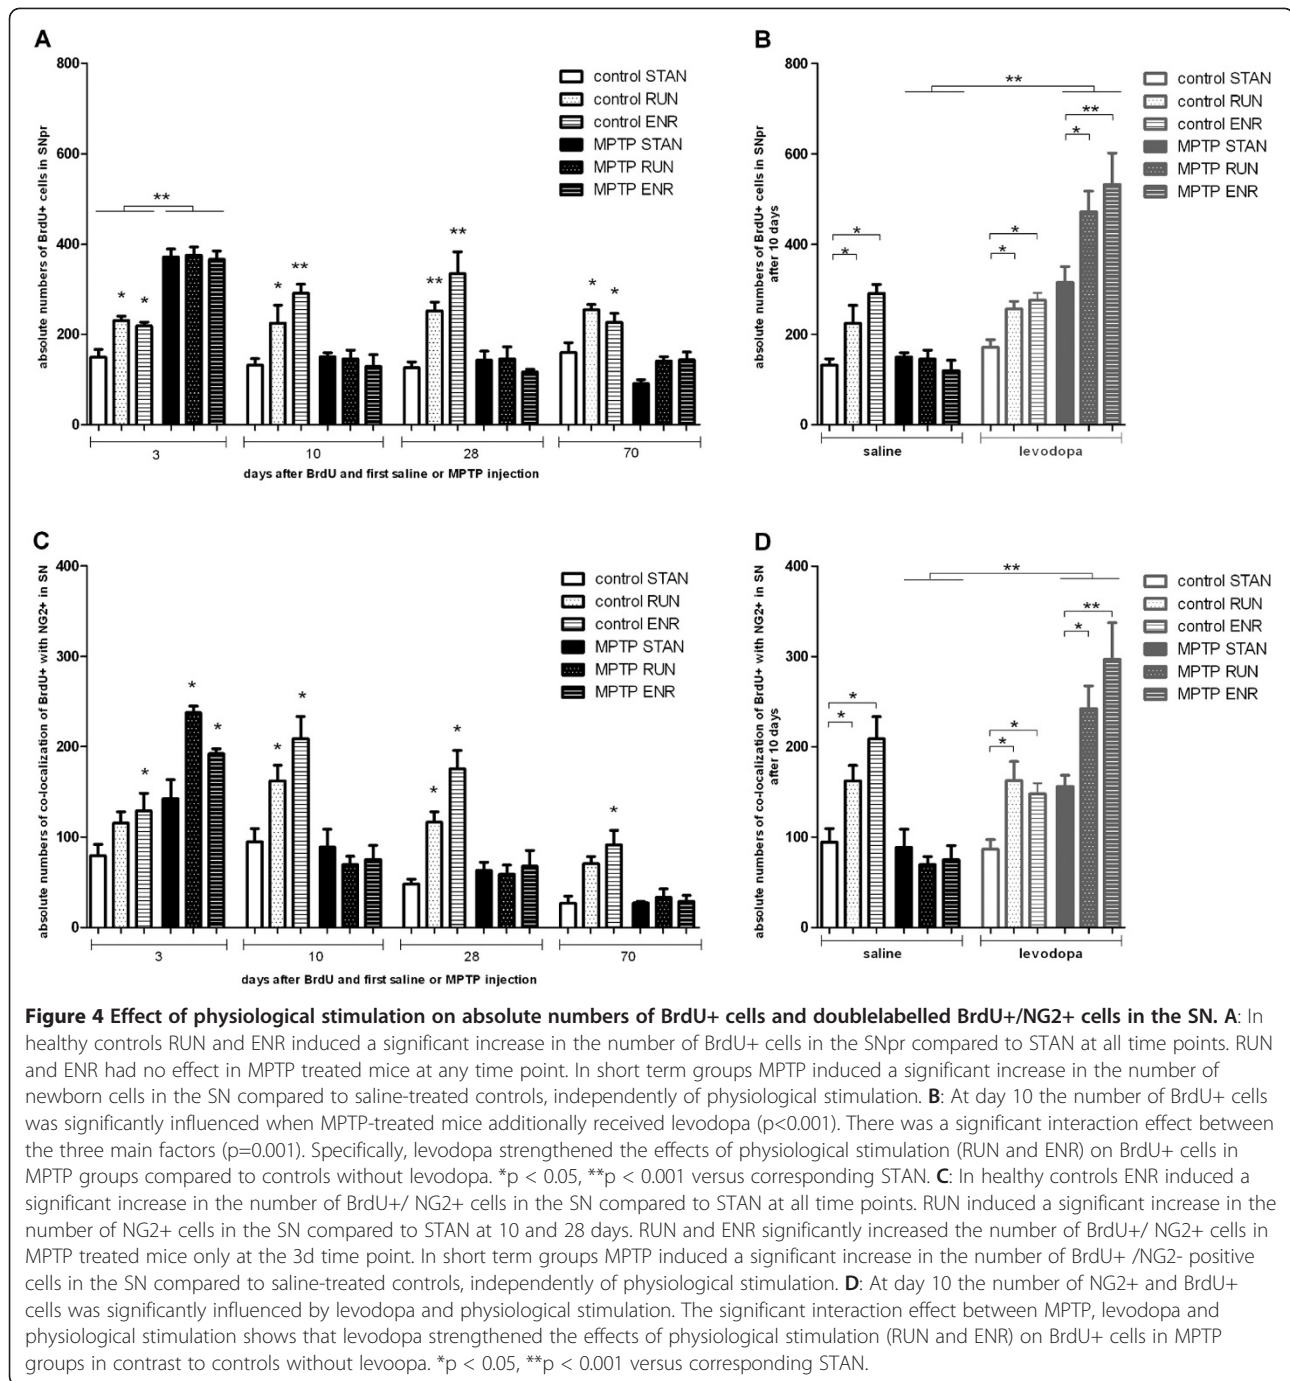 A
800
600
400
200
0
absolute numbers of BrdU+ cells in SNpr
control STAN
control RUN
control ENR
MPTP STAN
MPTP RUN
MPTP ENR
**
* *
* **
** **
* *
3 10 28 70
days after BrdU and first saline or MPTP injection
B
800
600
400
200
0
absolute numbers of BrdU+ cells in SNpr
after 10 days
control STAN
control RUN
control ENR
MPTP STAN
MPTP RUN
MPTP ENR
**
**
*
*
*
*
*
saline levodopa
C
400
300
200
100
0
absolute numbers of co-localization of BrdU+ with NG2+ in SN
control STAN
control RUN
control ENR
MPTP STAN
MPTP RUN
MPTP ENR
* * *
* *
* *
*
3 10 28 70
days after BrdU and first saline or MPTP injection
D
400
300
200
100
0
absolute numbers of co-localization of BrdU+ with NG2+ in SN
after 10 days
control STAN
control RUN
control ENR
MPTP STAN
MPTP RUN
MPTP ENR
**
**
*
*
*
*
*
saline levodopa
Figure 4 Effect of physiological stimulation on absolute numbers of BrdU+ cells and doublelabelled BrdU+/NG2+ cells in the SN. A: In
healthy controls RUN and ENR induced a significant increase in the number of BrdU+ cells in the SNpr compared to STAN at all time points. RUN
and ENR had no effect in MPTP treated mice at any time point. In short term groups MPTP induced a significant increase in the number of
newborn cells in the SN compared to saline-treated controls, independently of physiological stimulation. B: At day 10 the number of BrdU+ cells
was significantly influenced when MPTP-treated mice additionally received levodopa (p<0.001). There was a significant interaction effect between
the three main factors (p=0.001). Specifically, levodopa strengthened the effects of physiological stimulation (RUN and ENR) on BrdU+ cells in
MPTP groups compared to controls without levodopa. *p < 0.05, **p < 0.001 versus corresponding STAN. C: In healthy controls ENR induced a
significant increase in the number of BrdU+/ NG2+ cells in the SN compared to STAN at all time points. RUN induced a significant increase in the
number of NG2+ cells in the SN compared to STAN at 10 and 28 days. RUN and ENR significantly increased the number of BrdU+/ NG2+ cells in
MPTP treated mice only at the 3d time point. In short term groups MPTP induced a significant increase in the number of BrdU+ /NG2- positive
cells in the SN compared to saline-treated controls, independently of physiological stimulation. D: At day 10 the number of NG2+ and BrdU+
cells was significantly influenced by levodopa and physiological stimulation. The significant interaction effect between MPTP, levodopa and
physiological stimulation shows that levodopa strengthened the effects of physiological stimulation (RUN and ENR) on BrdU+ cells in MPTP
groups in contrast to controls without levoopa. *p < 0.05, **p < 0.001 versus corresponding STAN.